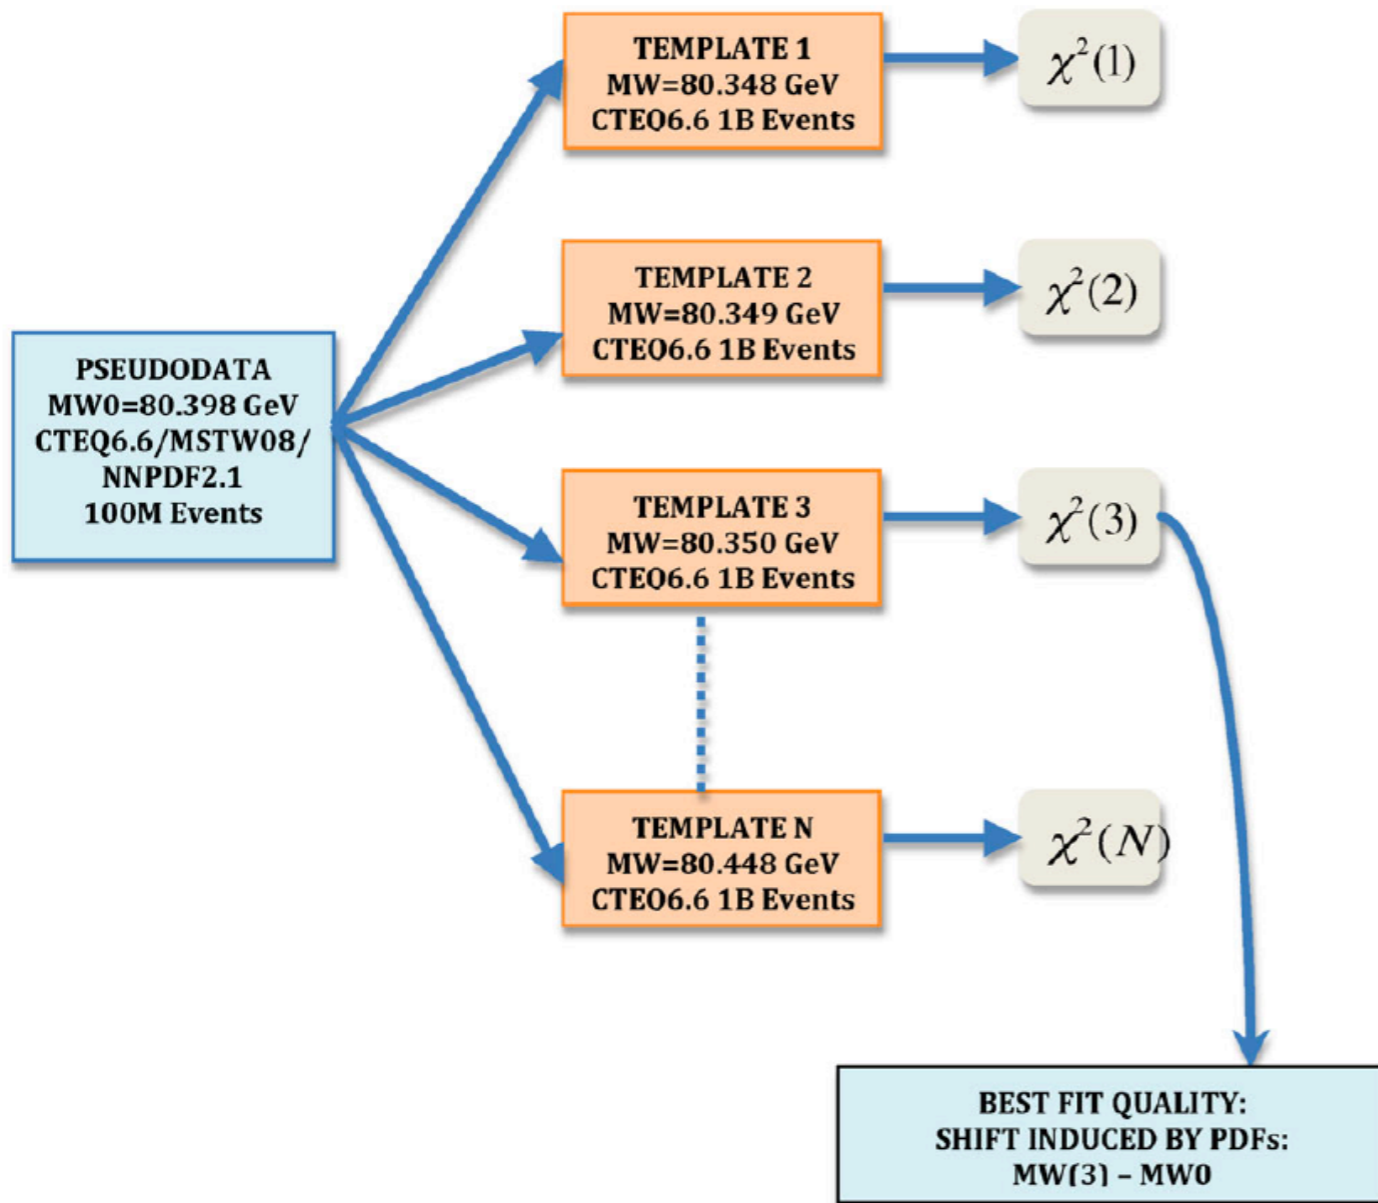 TEMPLATE 1
MW=80.348 GeV
CTEQ6.6 1B Events
χ²(1)
TEMPLATE 2
MW=80.349 GeV
CTEQ6.6 1B Events
χ²(2)
PSEUDODATA
MW0=80.398 GeV
CTEQ6.6/MSTW08/
NNPDF2.1
100M Events
TEMPLATE 3
MW=80.350 GeV
CTEQ6.6 1B Events
χ²(3)
TEMPLATE N
MW=80.448 GeV
CTEQ6.6 1B Events
χ²(N)
BEST FIT QUALITY:
SHIFT INDUCED BY PDFs:
MW(3) – MW0